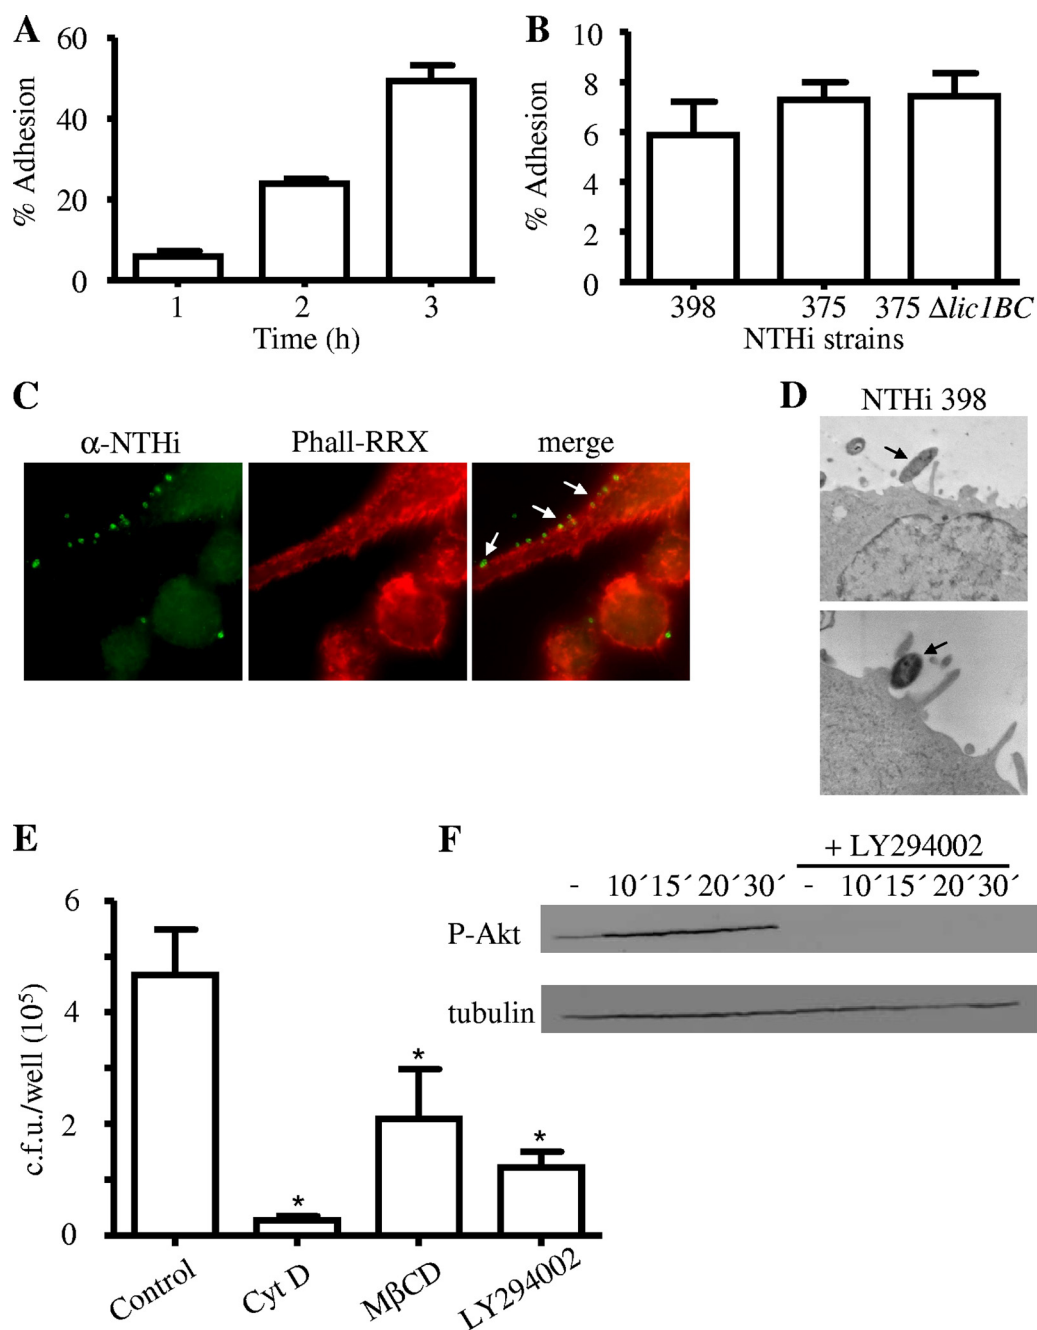 A
60
40
20
0
% Adhesion
1 2 3
Time (h)
B
10
8
6
4
2
0
% Adhesion
398 375 375 Δlic1BC
NTHi strains
C
α-NTHi Phall-RRX merge
D
NTHi 398
E
6
4
2
0
c.f.u./well (10⁵)
Control Cyt D MβCD LY294002
* * *
F
+ LY294002
- 10´15´20´30´ - 10´15´20´30´
P-Akt
tubulin